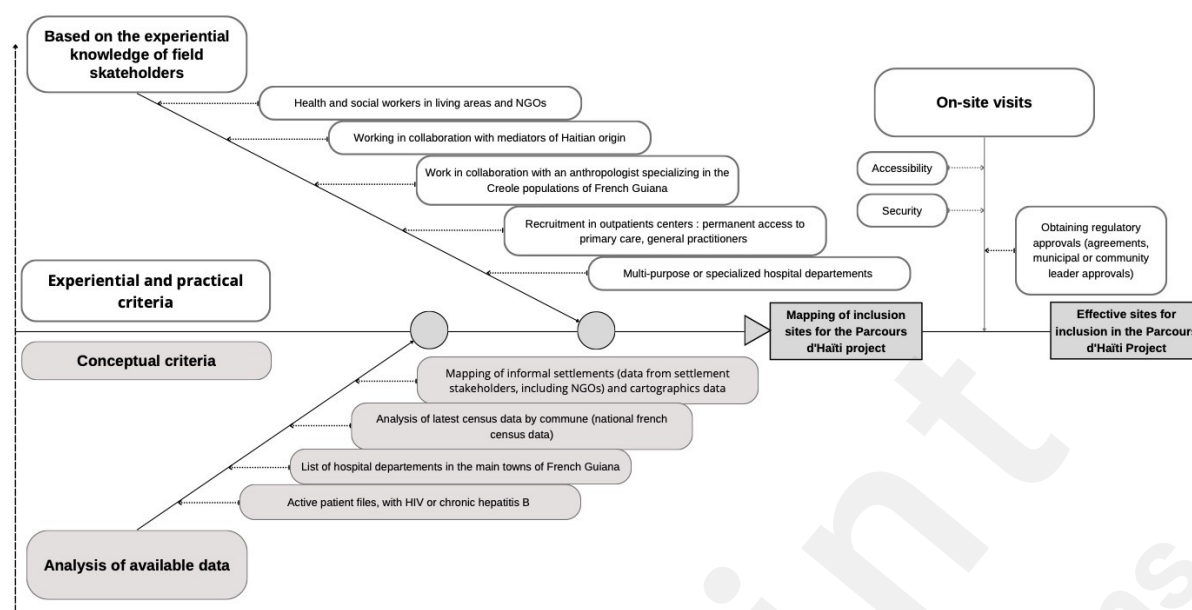 Based on the experiential
knowledge of field
skateholders
Health and social workers in living areas and NGOs
Working in collaboration with mediators of Haitian origin
Work in collaboration with an anthropologist specializing in the
Creole populations of French Guiana
Recruitment in outpatients centers : permanent access to
primary care, general practitioners
Multi-purpose or specialized hospital departements
On-site visits
Accessibility
Security
Obtaining regulatory
approvals (agreements,
municipal or community
leader approvals)
Experiential and practical
criteria
Conceptual criteria
Mapping of inclusion
sites for the Parcours
d'Haïti project
Effective sites for
inclusion in the Parcours
d'Haïti Project
Mapping of informal settlements (data from settlement
stakeholders, including NGOs) and cartographics data
Analysis of latest census data by commune (national french
census data)
List of hospital departements in the main towns of French Guiana
Active patient files, with HIV or chronic hepatitis B
Analysis of available data